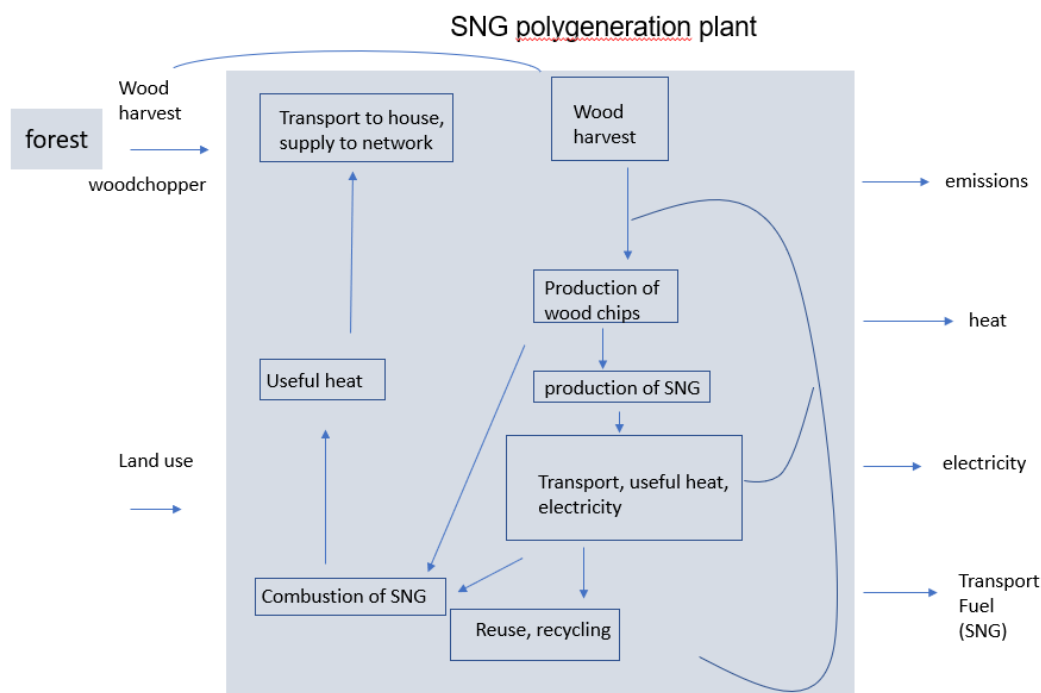 SNG polygeneration plant
Wood
harvest
forest
woodchopper
Transport to house,
supply to network
Wood
harvest
emissions
Production of
wood chips
heat
Useful heat
production of SNG
Land use
Transport, useful heat,
electricity
electricity
Combustion of SNG
Reuse, recycling
Transport
Fuel
(SNG)